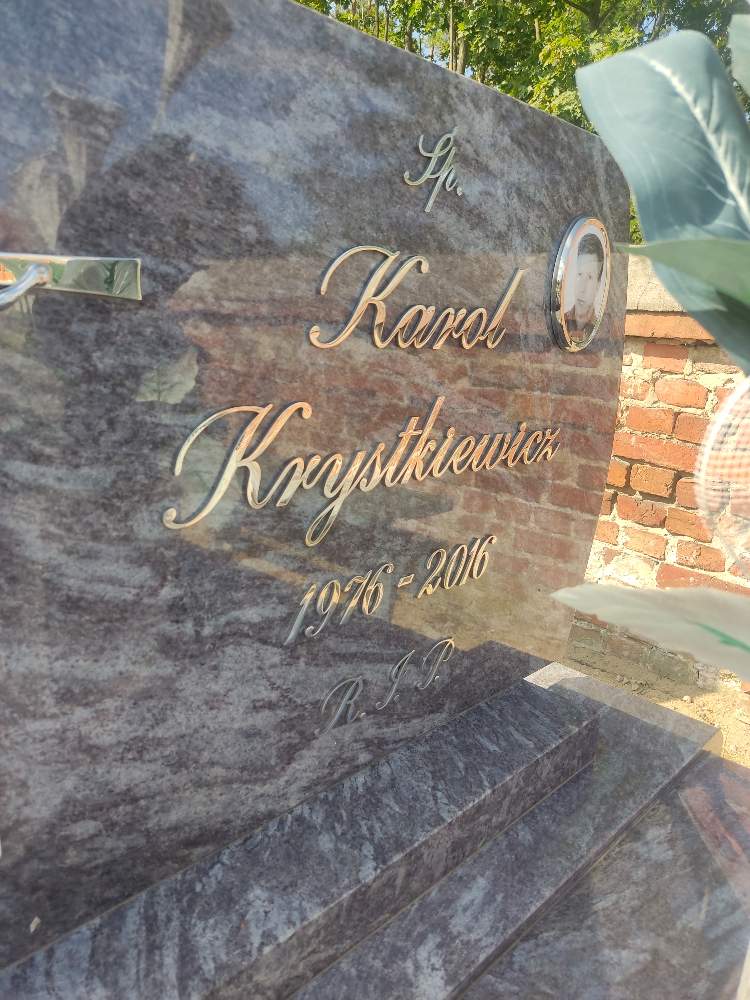 Śp.
Karol
Krystkiewicz
1976 - 2016
R. I. P.